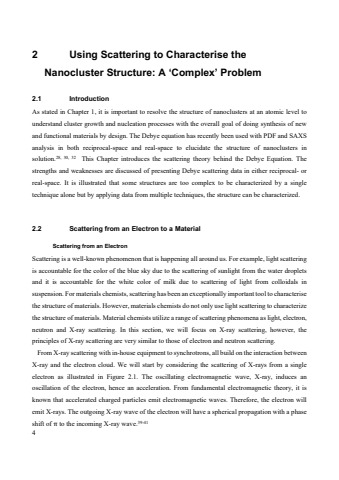 2 Using Scattering to Characterise the
Nanocluster Structure: A ‘Complex’ Problem
2.1 Introduction
As stated in Chapter 1, it is important to resolve the structure of nanoclusters at an atomic level to
understand cluster growth and nucleation processes with the overall goal of doing synthesis of new
and functional materials by design. The Debye equation has recently been used with PDF and SAXS
analysis in both reciprocal-space and real-space to elucidate the structure of nanoclusters in
solution.28, 30, 32 This Chapter introduces the scattering theory behind the Debye Equation. The
strengths and weaknesses are discussed of presenting Debye scattering data in either reciprocal- or
real-space. It is illustrated that some structures are too complex to be characterized by a single
technique alone but by applying data from multiple techniques, the structure can be characterized.
2.2 Scattering from an Electron to a Material
Scattering from an Electron
Scattering is a well-known phenomenon that is happening all around us. For example, light scattering
is accountable for the color of the blue sky due to the scattering of sunlight from the water droplets
and it is accountable for the white color of milk due to scattering of light from colloidals in
suspension. For materials chemists, scattering has been an exceptionally important tool to characterise
the structure of materials. However, materials chemists do not only use light scattering to characterize
the structure of materials. Material chemists utilize a range of scattering phenomena as light, electron,
neutron and X-ray scattering. In this section, we will focus on X-ray scattering, however, the
principles of X-ray scattering are very similar to those of electron and neutron scattering.
From X-ray scattering with in-house equipment to synchrotrons, all build on the interaction between
X-ray and the electron cloud. We will start by considering the scattering of X-rays from a single
electron as illustrated in Figure 2.1. The oscillating electromagnetic wave, X-ray, induces an
oscillation of the electron, hence an acceleration. From fundamental electromagnetic theory, it is
known that accelerated charged particles emit electromagnetic waves. Therefore, the electron will
emit X-rays. The outgoing X-ray wave of the electron will have a spherical propagation with a phase
shift of π to the incoming X-ray wave.59-61
4